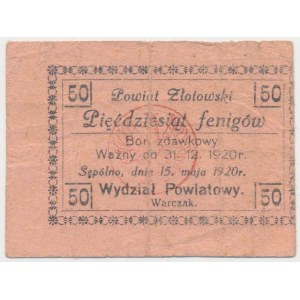 50 Powiat Złotowski 50
Pięćdziesiąt fenigów
Bon zdawkowy
Ważny do 31. 12. 1920r.
Sępólno, dnia 15. maja 1920r.
Wydział Powiatowy.
50 Warczak. 50